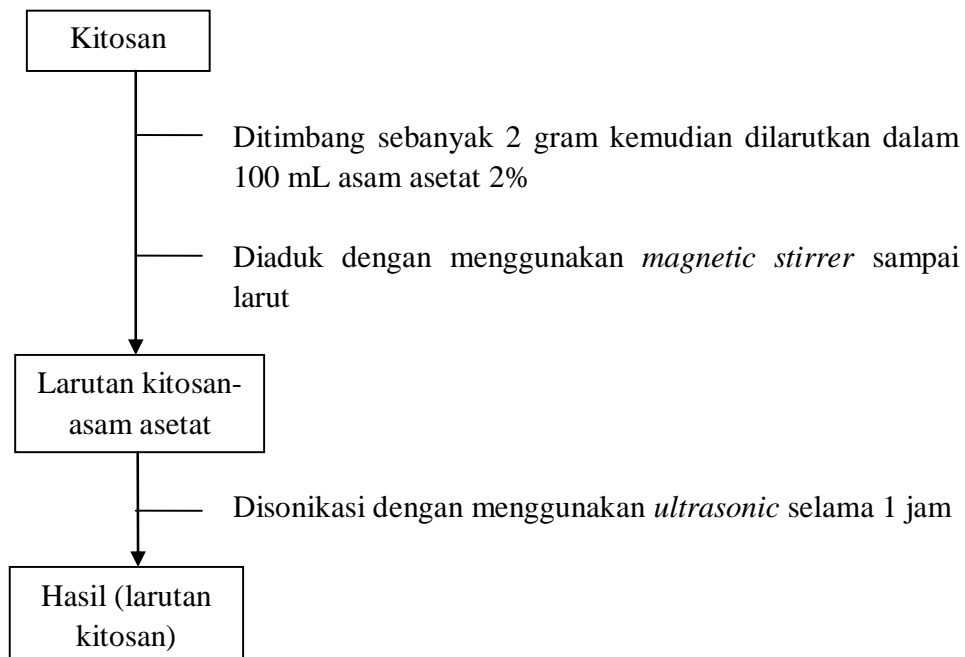 Kitosan
Ditimbang sebanyak 2 gram kemudian dilarutkan dalam
100 mL asam asetat 2%
Diaduk dengan menggunakan magnetic stirrer sampai
larut
Larutan kitosan-
asam asetat
Disonikasi dengan menggunakan ultrasonic selama 1 jam
Hasil (larutan
kitosan)